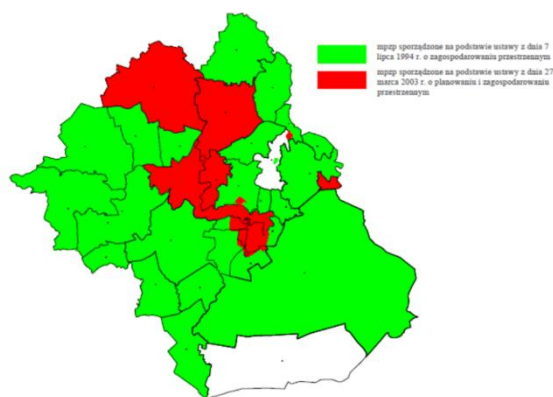 mpzp sporządzone na podstawie ustawy z dnia 7
lipca 1994 r. o zagospodarowaniu przestrzennym
mpzp sporządzone na podstawie ustawy z dnia 27
marca 2003 r. o planowaniu i zagospodarowaniu
przestrzennym